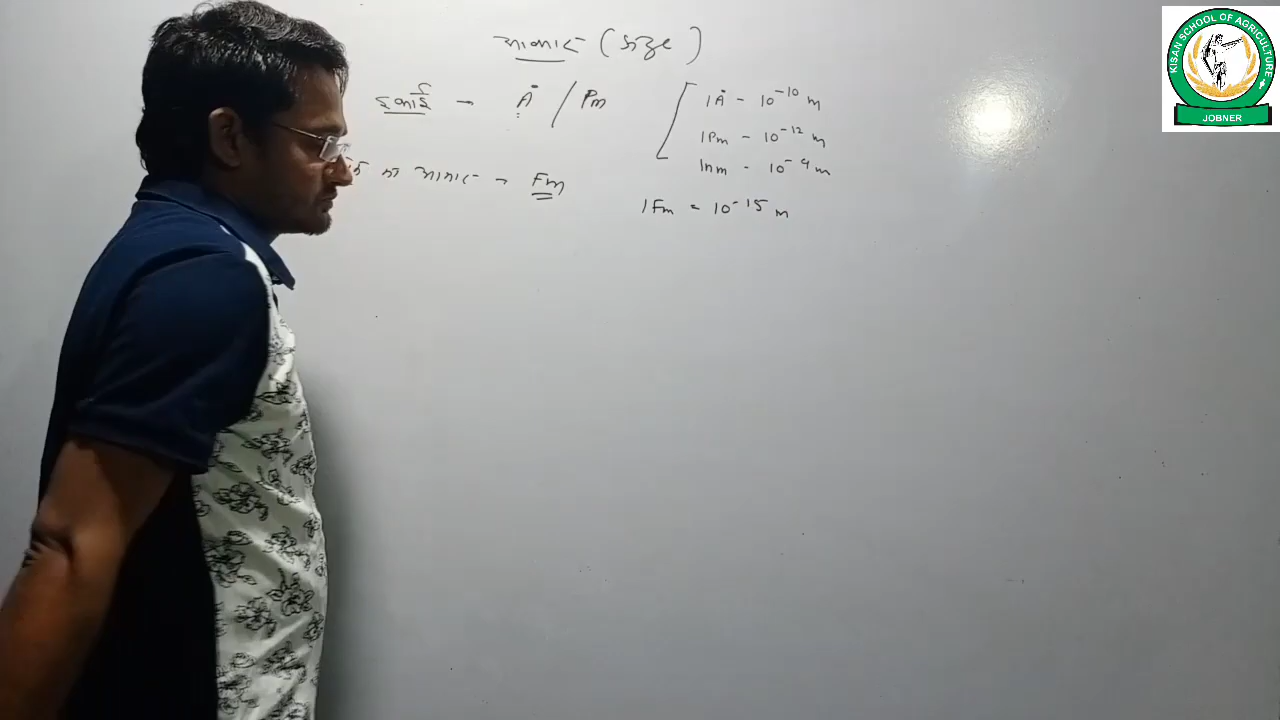 आकार (Size)
इकाई → Å / Pm
1Å - 10⁻¹⁰ m
1Pm - 10⁻¹² m
1nm - 10⁻⁹ m
का आकार → Fm
1Fm = 10⁻¹⁵ m
KISAN SCHOOL OF AGRICULTURE
JOBNER